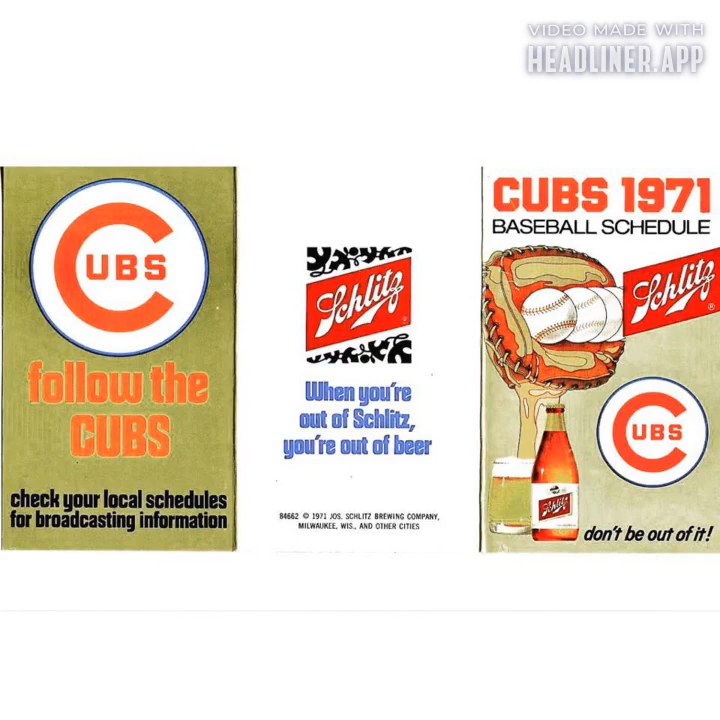 VIDEO MADE WITH
HEADLINER.APP
CUBS
follow the
CUBS
check your local schedules
for broadcasting information
Schlitz
When you're
out of Schlitz,
you're out of beer
84662 © 1971 JOS. SCHLITZ BREWING COMPANY,
MILWAUKEE, WIS., AND OTHER CITIES
CUBS 1971
BASEBALL SCHEDULE
Schlitz
®
CUBS
Schlitz
don't be out of it!